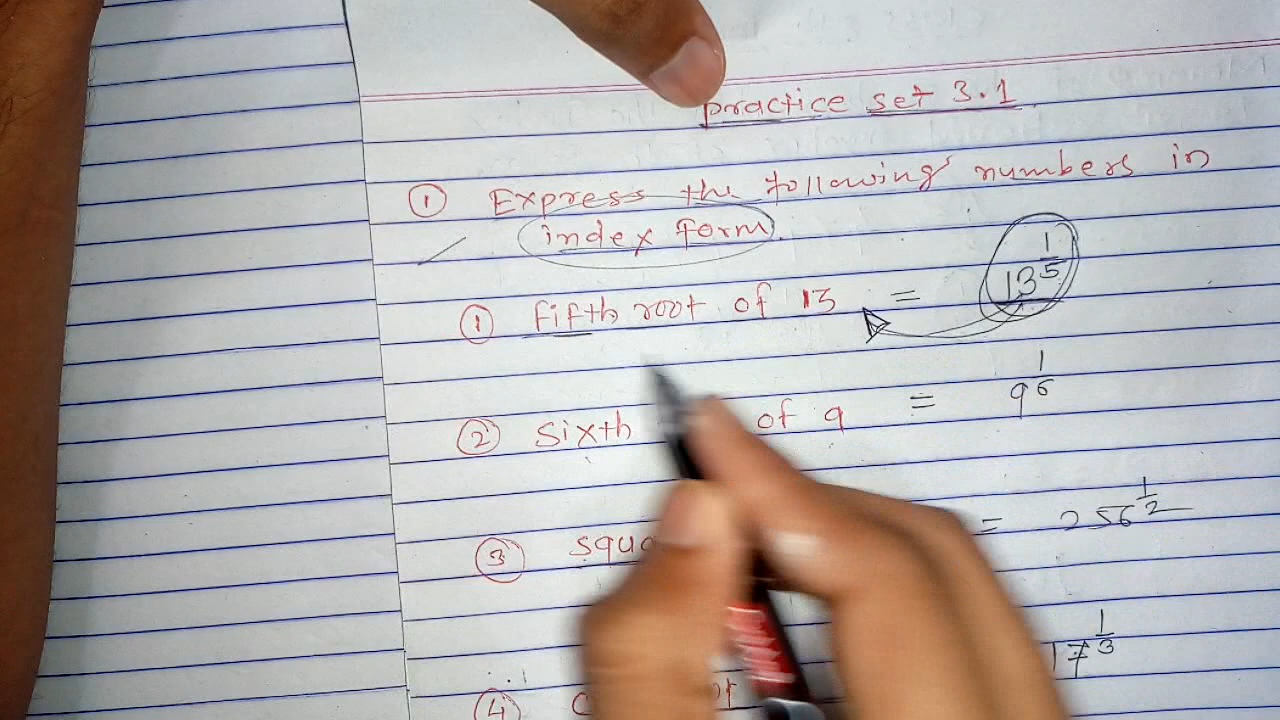 practice set 3.1
① Express the following numbers in
index form.
① fifth root of 13 = 13^(1/5)
② sixth of 9 = 9^(1/6)
③ = 256^(1/2)
④ 17^(1/3)